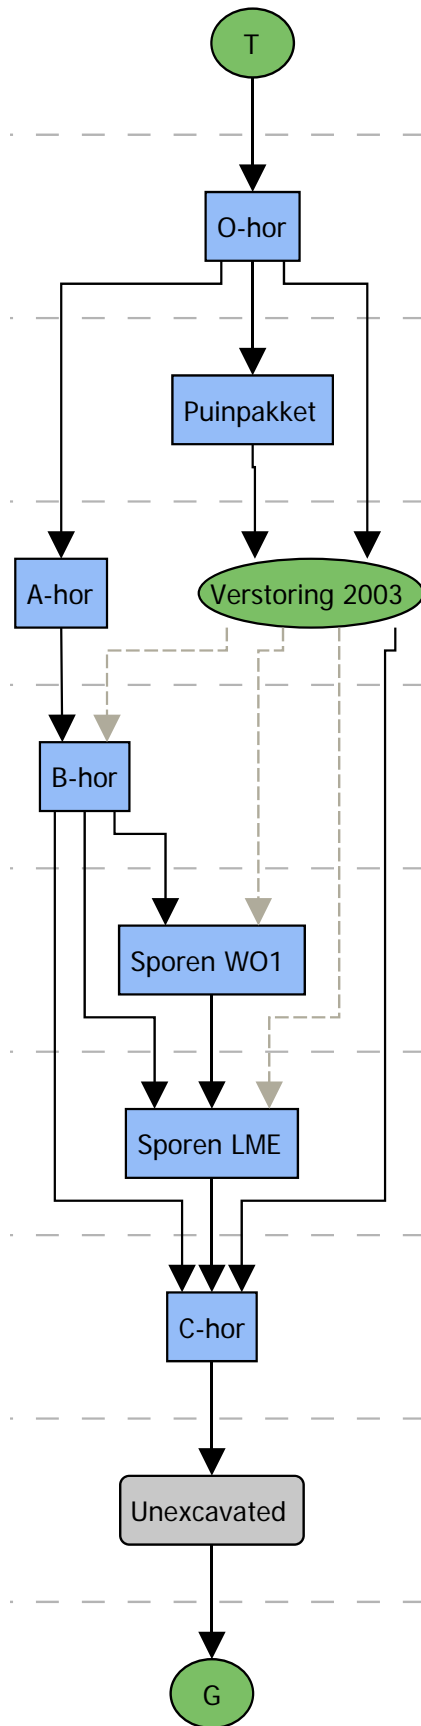 T
O-hor
Puinpakket
A-hor
Verstoring 2003
B-hor
Sporen WO1
Sporen LME
C-hor
Unexcavated
G